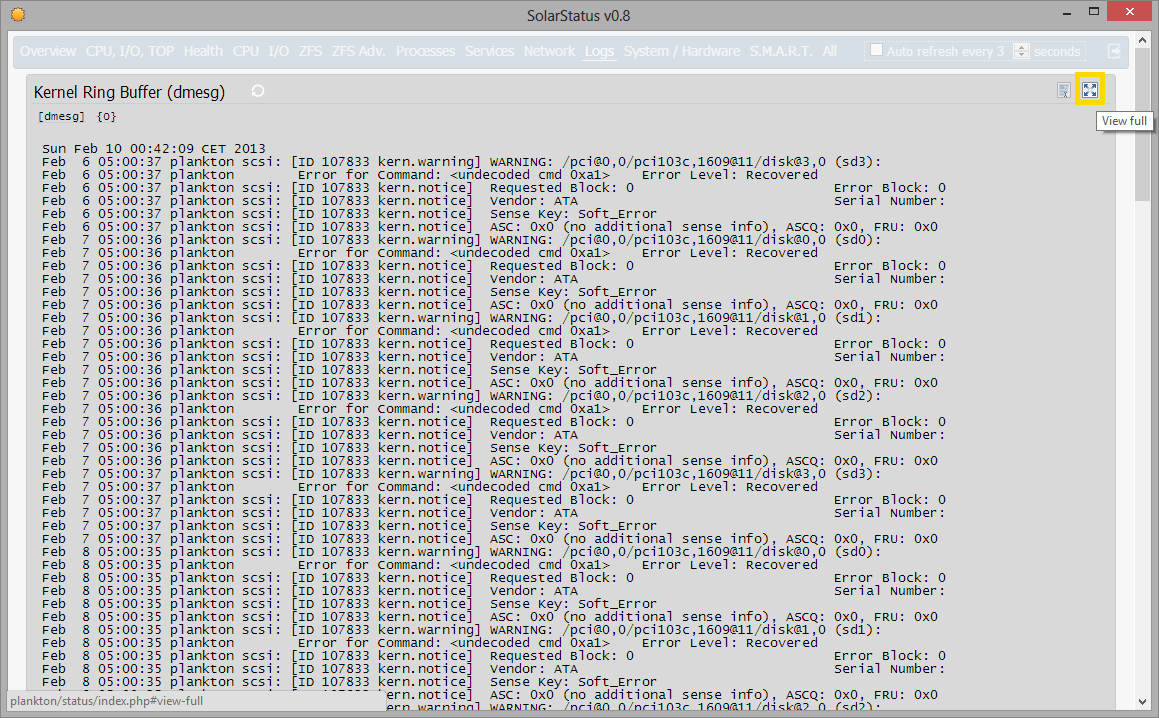 SolarStatus v0.8
Overview CPU, I/O, TOP Health CPU I/O ZFS ZFS Adv. Processes Services Network Logs System / Hardware S.M.A.R.T. All Auto refresh every 3 seconds
Kernel Ring Buffer (dmesg)
[dmesg] {0}
View full
Sun Feb 10 00:42:09 CET 2013
Feb 6 05:00:37 plankton scsi: [ID 107833 kern.warning] WARNING: /pci@0,0/pci103c,1609@11/disk@3,0 (sd3):
Feb 6 05:00:37 plankton Error for Command: <undecoded cmd 0xa1> Error Level: Recovered
Feb 6 05:00:37 plankton scsi: [ID 107833 kern.notice] Requested Block: 0 Error Block: 0
Feb 6 05:00:37 plankton scsi: [ID 107833 kern.notice] Vendor: ATA Serial Number:
Feb 6 05:00:37 plankton scsi: [ID 107833 kern.notice] Sense Key: Soft_Error
Feb 6 05:00:37 plankton scsi: [ID 107833 kern.notice] ASC: 0x0 (no additional sense info), ASCQ: 0x0, FRU: 0x0
Feb 7 05:00:36 plankton scsi: [ID 107833 kern.warning] WARNING: /pci@0,0/pci103c,1609@11/disk@0,0 (sd0):
Feb 7 05:00:36 plankton Error for Command: <undecoded cmd 0xa1> Error Level: Recovered
Feb 7 05:00:36 plankton scsi: [ID 107833 kern.notice] Requested Block: 0 Error Block: 0
Feb 7 05:00:36 plankton scsi: [ID 107833 kern.notice] Vendor: ATA Serial Number:
Feb 7 05:00:36 plankton scsi: [ID 107833 kern.notice] Sense Key: Soft_Error
Feb 7 05:00:36 plankton scsi: [ID 107833 kern.notice] ASC: 0x0 (no additional sense info), ASCQ: 0x0, FRU: 0x0
Feb 7 05:00:36 plankton scsi: [ID 107833 kern.warning] WARNING: /pci@0,0/pci103c,1609@11/disk@1,0 (sd1):
Feb 7 05:00:36 plankton Error for Command: <undecoded cmd 0xa1> Error Level: Recovered
Feb 7 05:00:36 plankton scsi: [ID 107833 kern.notice] Requested Block: 0 Error Block: 0
Feb 7 05:00:36 plankton scsi: [ID 107833 kern.notice] Vendor: ATA Serial Number:
Feb 7 05:00:36 plankton scsi: [ID 107833 kern.notice] Sense Key: Soft_Error
Feb 7 05:00:36 plankton scsi: [ID 107833 kern.notice] ASC: 0x0 (no additional sense info), ASCQ: 0x0, FRU: 0x0
Feb 7 05:00:36 plankton scsi: [ID 107833 kern.warning] WARNING: /pci@0,0/pci103c,1609@11/disk@2,0 (sd2):
Feb 7 05:00:36 plankton Error for Command: <undecoded cmd 0xa1> Error Level: Recovered
Feb 7 05:00:36 plankton scsi: [ID 107833 kern.notice] Requested Block: 0 Error Block: 0
Feb 7 05:00:36 plankton scsi: [ID 107833 kern.notice] Vendor: ATA Serial Number:
Feb 7 05:00:36 plankton scsi: [ID 107833 kern.notice] Sense Key: Soft_Error
Feb 7 05:00:36 plankton scsi: [ID 107833 kern.notice] ASC: 0x0 (no additional sense info), ASCQ: 0x0, FRU: 0x0
Feb 7 05:00:37 plankton scsi: [ID 107833 kern.warning] WARNING: /pci@0,0/pci103c,1609@11/disk@3,0 (sd3):
Feb 7 05:00:37 plankton Error for Command: <undecoded cmd 0xa1> Error Level: Recovered
Feb 7 05:00:37 plankton scsi: [ID 107833 kern.notice] Requested Block: 0 Error Block: 0
Feb 7 05:00:37 plankton scsi: [ID 107833 kern.notice] Vendor: ATA Serial Number:
Feb 7 05:00:37 plankton scsi: [ID 107833 kern.notice] Sense Key: Soft_Error
Feb 7 05:00:37 plankton scsi: [ID 107833 kern.notice] ASC: 0x0 (no additional sense info), ASCQ: 0x0, FRU: 0x0
Feb 8 05:00:35 plankton scsi: [ID 107833 kern.warning] WARNING: /pci@0,0/pci103c,1609@11/disk@0,0 (sd0):
Feb 8 05:00:35 plankton Error for Command: <undecoded cmd 0xa1> Error Level: Recovered
Feb 8 05:00:35 plankton scsi: [ID 107833 kern.notice] Requested Block: 0 Error Block: 0
Feb 8 05:00:35 plankton scsi: [ID 107833 kern.notice] Vendor: ATA Serial Number:
Feb 8 05:00:35 plankton scsi: [ID 107833 kern.notice] Sense Key: Soft_Error
Feb 8 05:00:35 plankton scsi: [ID 107833 kern.notice] ASC: 0x0 (no additional sense info), ASCQ: 0x0, FRU: 0x0
Feb 8 05:00:35 plankton scsi: [ID 107833 kern.warning] WARNING: /pci@0,0/pci103c,1609@11/disk@1,0 (sd1):
Feb 8 05:00:35 plankton Error for Command: <undecoded cmd 0xa1> Error Level: Recovered
Feb 8 05:00:35 plankton scsi: [ID 107833 kern.notice] Requested Block: 0 Error Block: 0
Feb 8 05:00:35 plankton scsi: [ID 107833 kern.notice] Vendor: ATA Serial Number:
Feb 8 05:00:35 plankton scsi: [ID 107833 kern.notice] Sense Key: Soft_Error
kern.notice] ASC: 0x0 (no additional sense info), ASCQ: 0x0, FRU: 0x0
kern.warning] WARNING: /pci@0,0/pci103c,1609@11/disk@2,0 (sd2):
plankton/status/index.php#view-full